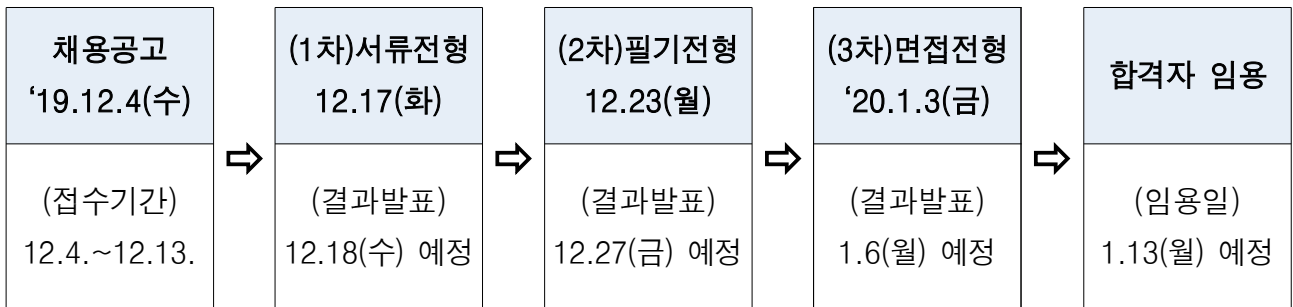 채용공고
‘19.12.4(수)
(접수기간)
12.4.~12.13.
⇨
(1차)서류전형
12.17(화)
(결과발표)
12.18(수) 예정
⇨
(2차)필기전형
12.23(월)
(결과발표)
12.27(금) 예정
⇨
(3차)면접전형
‘20.1.3(금)
(결과발표)
1.6(월) 예정
⇨
합격자 임용
(임용일)
1.13(월) 예정